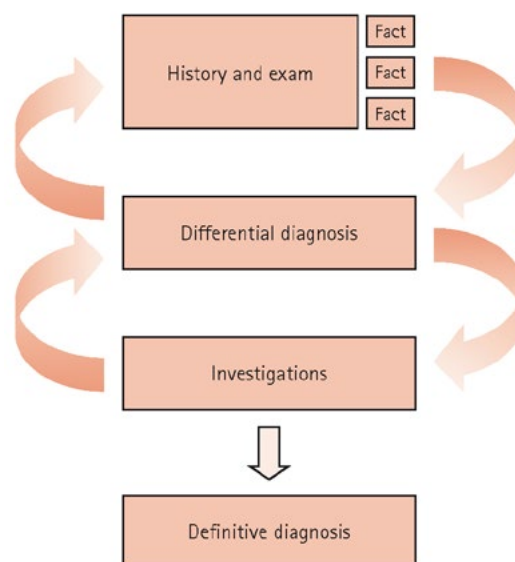 History and exam
Fact
Fact
Fact
Differential diagnosis
Investigations
Definitive diagnosis